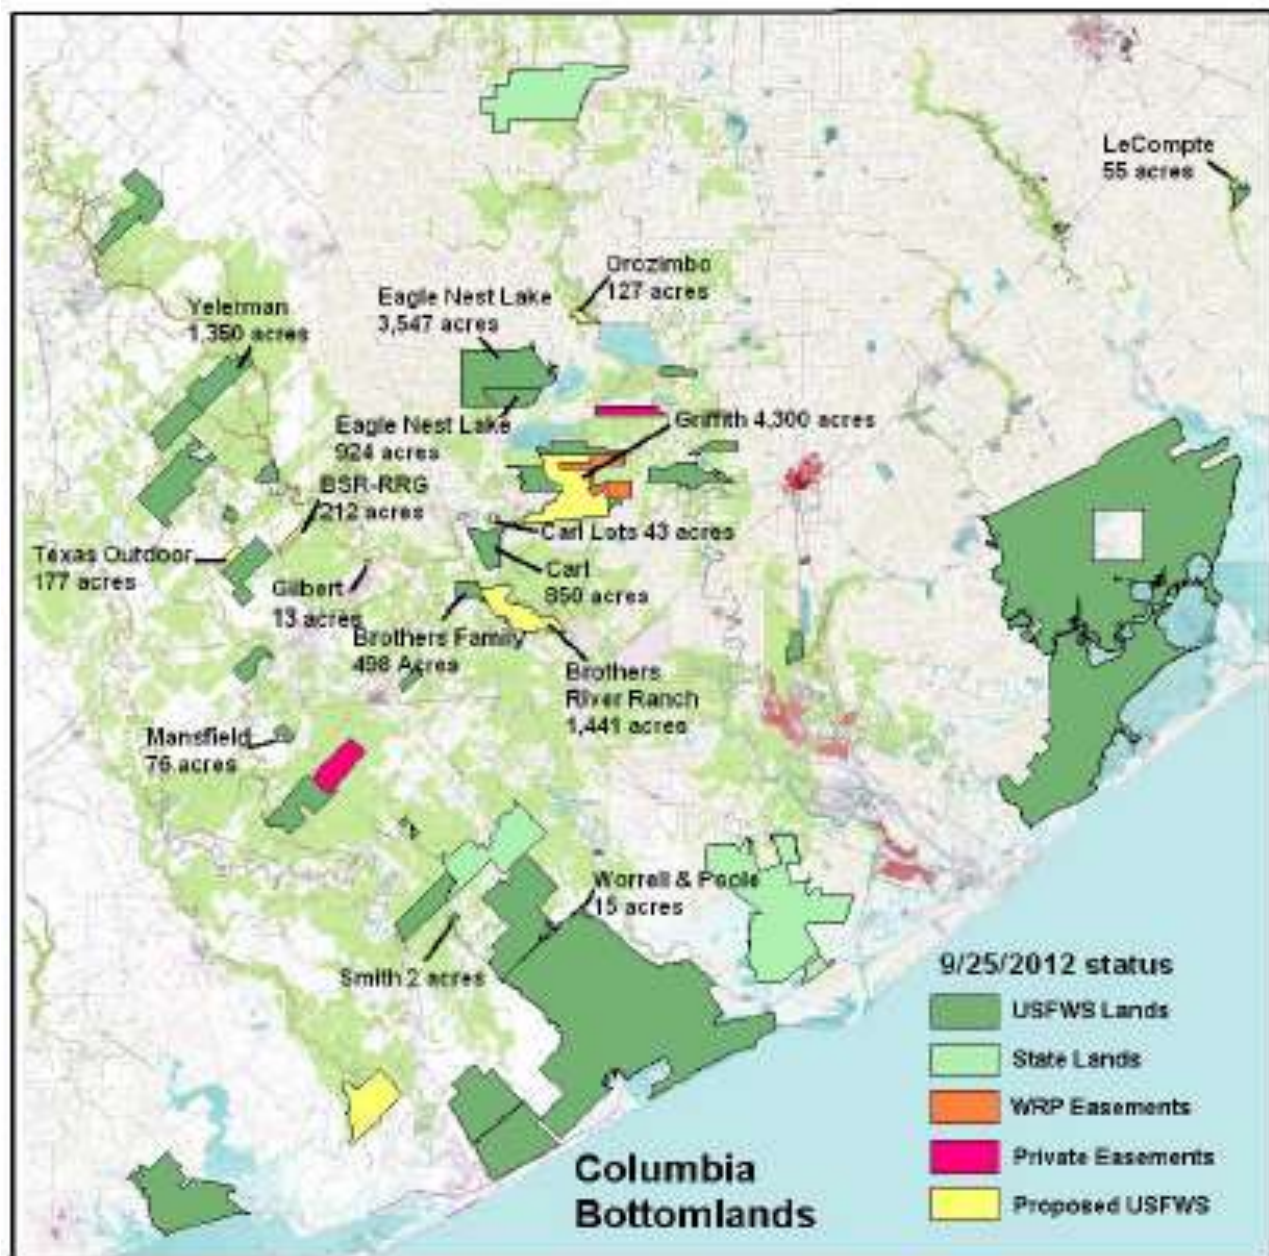 LeCompte
55 acres
Orozimbo
127 acres
Eagle Nest Lake
3,547 acres
Yelerman
1,350 acres
Griffith 4,300 acres
Eagle Nest Lake
924 acres
BSR-RRG
212 acres
Carl Lots 43 acres
Texas Outdoor
177 acres
Gilbert
13 acres
Carl
850 acres
Brothers Family
498 Acres
Brothers
River Ranch
1,441 acres
Mansfield
76 acres
Worrell & Poole
15 acres
Smith 2 acres
9/25/2012 status
USFWS Lands
State Lands
WRP Easements
Private Easements
Proposed USFWS
Columbia
Bottomlands